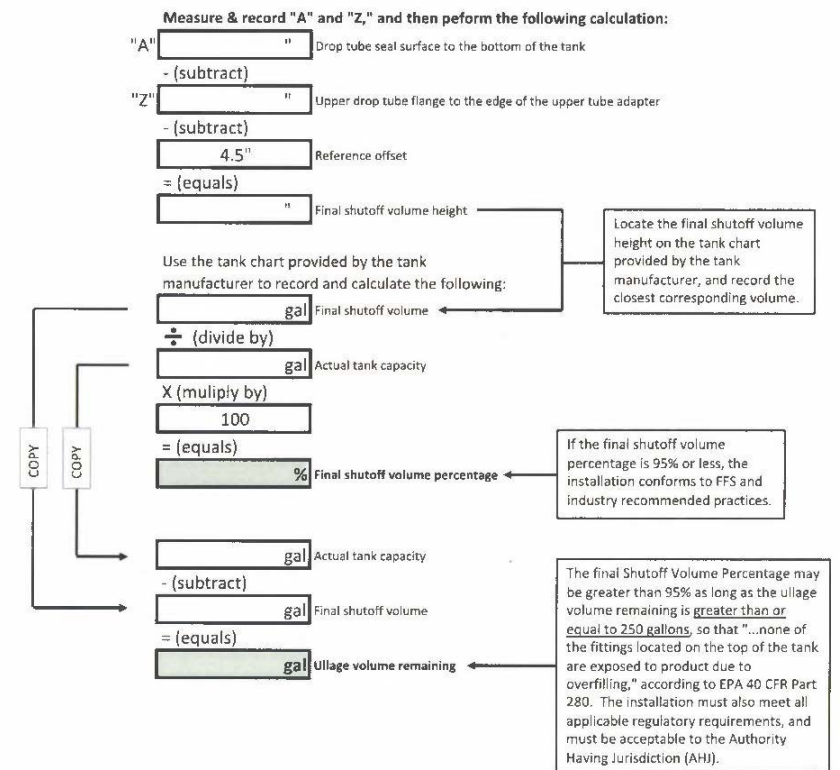 Measure & record "A" and "Z," and then peform the following calculation:
"A" " Drop tube seal surface to the bottom of the tank
- (subtract)
"Z" " Upper drop tube flange to the edge of the upper tube adapter
- (subtract)
4.5" Reference offset
= (equals)
" Final shutoff volume height
Locate the final shutoff volume
height on the tank chart
provided by the tank
manufacturer, and record the
closest corresponding volume.
Use the tank chart provided by the tank
manufacturer to record and calculate the following:
gal Final shutoff volume
÷ (divide by)
gal Actual tank capacity
X (muliply by)
100
= (equals)
% Final shutoff volume percentage
If the final shutoff volume
percentage is 95% or less, the
installation conforms to FFS and
industry recommended practices.
COPY
COPY
gal Actual tank capacity
- (subtract)
gal Final shutoff volume
= (equals)
gal Ullage volume remaining
The final Shutoff Volume Percentage may
be greater than 95% as long as the ullage
volume remaining is greater than or
equal to 250 gallons, so that "...none of
the fittings located on the top of the tank
are exposed to product due to
overfilling," according to EPA 40 CFR Part
280. The installation must also meet all
applicable regulatory requirements, and
must be acceptable to the Authority
Having Jurisdiction (AHJ).